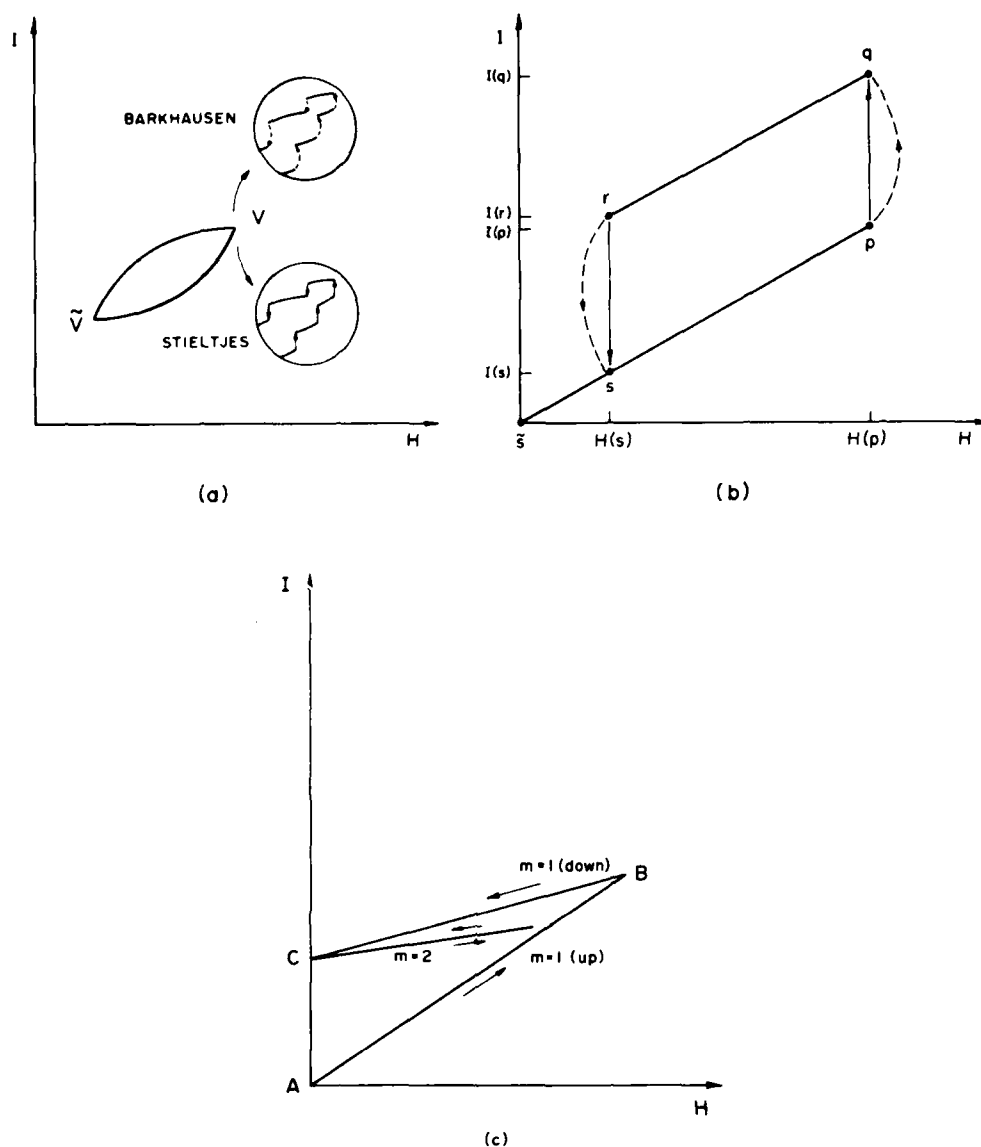 I
BARKHAUSEN
V
Ṽ
STIELTJES
H
(a)
I
I(q)
I(r)
I(p)
I(s)
q
r
p
s
s̃
H(s)
H(p)
H
(b)
I
m=1(down)
B
C
m=2
m=1(up)
A
H
(c)